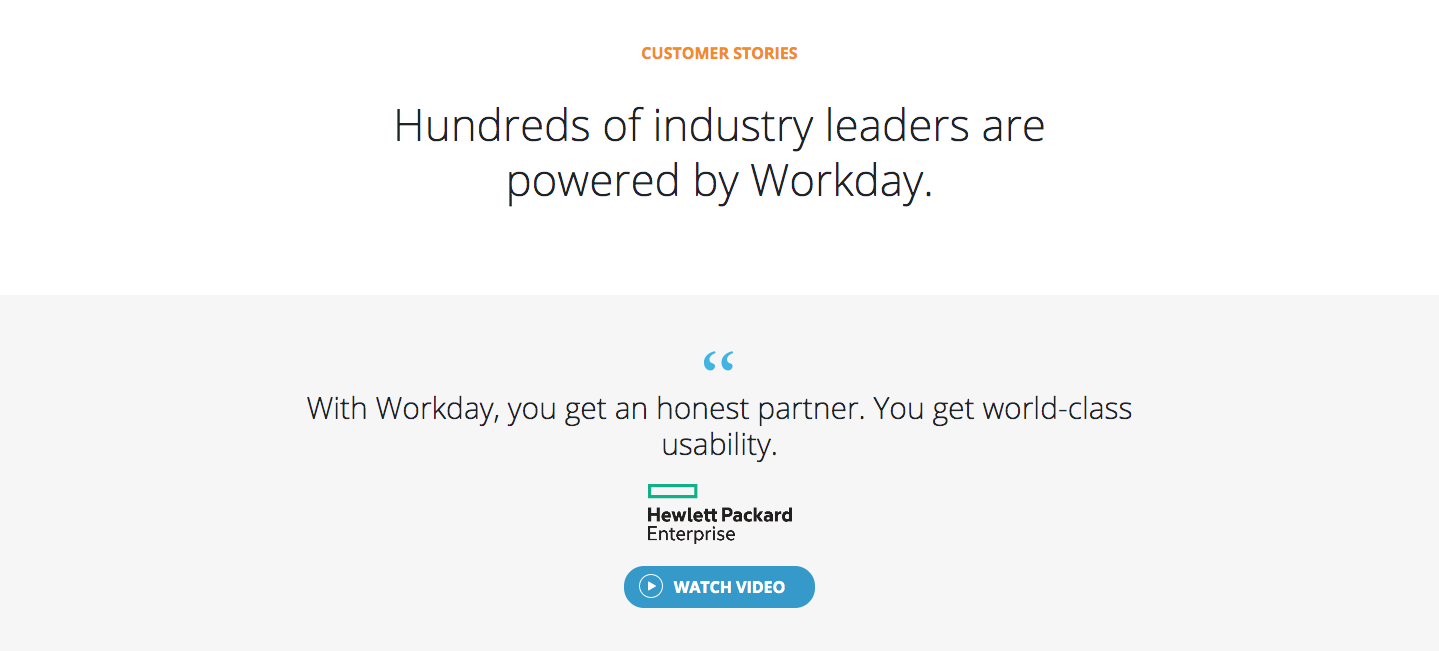 CUSTOMER STORIES
Hundreds of industry leaders are
powered by Workday.
“
With Workday, you get an honest partner. You get world-class
usability.
Hewlett Packard
Enterprise
WATCH VIDEO